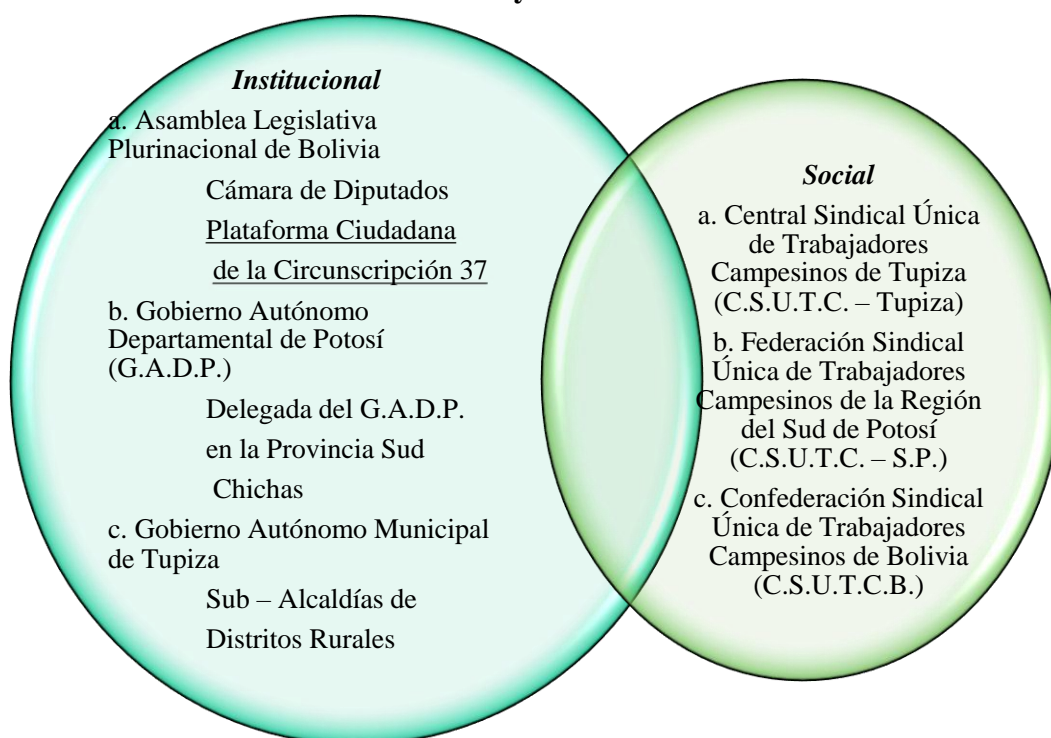 y
Institucional
a. Asamblea Legislativa
Plurinacional de Bolivia
Cámara de Diputados
Plataforma Ciudadana
de la Circunscripción 37
b. Gobierno Autónomo
Departamental de Potosí
(G.A.D.P.)
Delegada del G.A.D.P.
en la Provincia Sud
Chichas
c. Gobierno Autónomo Municipal
de Tupiza
Sub – Alcaldías de
Distritos Rurales
Social
a. Central Sindical Única
de Trabajadores
Campesinos de Tupiza
(C.S.U.T.C. – Tupiza)
b. Federación Sindical
Única de Trabajadores
Campesinos de la Región
del Sud de Potosí
(C.S.U.T.C. – S.P.)
c. Confederación Sindical
Única de Trabajadores
Campesinos de Bolivia
(C.S.U.T.C.B.)